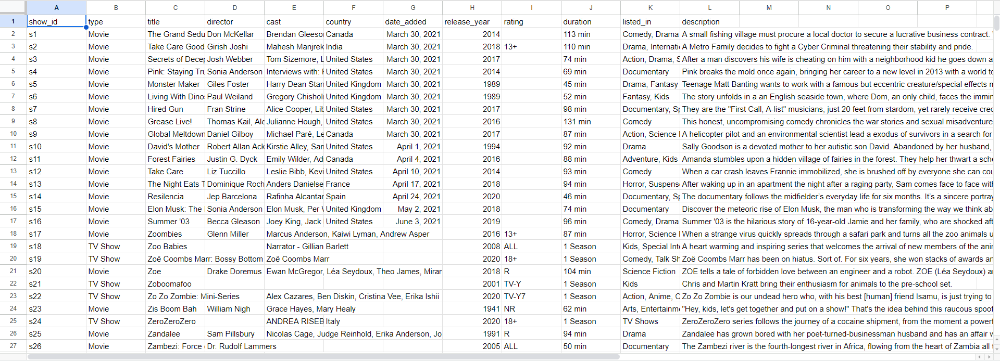 A B C D E F G H I J K L M N O P
1 show_id type title director cast country date_added release_year rating duration listed_in description
2 s1 Movie The Grand Sedu Don McKellar Brendan Gleeso Canada March 30, 2021 2014 113 min Comedy, Drama A small fishing village must procure a local doctor to secure a lucrative business contract.
3 s2 Movie Take Care Good Girish Joshi Mahesh Manjrek India March 30, 2021 2018 13+ 110 min Drama, Internati A Metro Family decides to fight a Cyber Criminal threatening their stability and pride.
4 s3 Movie Secrets of Decep Josh Webber Tom Sizemore, L United States March 30, 2021 2017 74 min Action, Drama, S After a man discovers his wife is cheating on him with a neighborhood kid he goes down a
5 s4 Movie Pink: Staying Tru Sonia Anderson Interviews with: United States March 30, 2021 2014 69 min Documentary Pink breaks the mold once again, bringing her career to a new level in 2013 with a world to
6 s5 Movie Monster Maker Giles Foster Harry Dean Stan United Kingdom March 30, 2021 1989 45 min Drama, Fantasy Teenage Matt Banting wants to work with a famous but eccentric creature/special effects m
7 s6 Movie Living With Dino Paul Weiland Gregory Chishol United Kingdom March 30, 2021 1989 52 min Fantasy, Kids The story unfolds in a an English seaside town, where Dom, an only child, faces the immin
8 s7 Movie Hired Gun Fran Strine Alice Cooper, Lib United States March 30, 2021 2017 98 min Documentary, Sp They are the "First Call, A-list" musicians, just 20 feet from stardom, yet rarely receive crec
9 s8 Movie Grease Live! Thomas Kail, Ale Julianne Hough, United States March 30, 2021 2016 131 min Comedy This honest, uncompromising comedy chronicles the war stories and sexual misadventure
10 s9 Movie Global Meltdown Daniel Gilboy Michael Paré, Le Canada March 30, 2021 2017 87 min Action, Science A helicopter pilot and an environmental scientist lead a exodus of survivors in a search for
11 s10 Movie David's Mother Robert Allan Ack Kirstie Alley, Sam United States April 1, 2021 1994 92 min Drama Sally Goodson is a devoted mother to her autistic son David. Abandoned by her husband,
12 s11 Movie Forest Fairies Justin G. Dyck Emily Wilder, Ad Canada April 4, 2021 2016 88 min Adventure, Kids Amanda stumbles upon a hidden village of fairies in the forest. They help her thwart a sche
13 s12 Movie Take Care Liz Tuccillo Leslie Bibb, Kevi United States April 10, 2021 2014 93 min Comedy When a car crash leaves Frannie immobilized, she is brushed off by everyone she can cou
14 s13 Movie The Night Eats T Dominique Roch Anders Danielse France April 17, 2021 2018 94 min Horror, Suspens After waking up in an apartment the night after a raging party, Sam comes face to face with
15 s14 Movie Resilencia Jep Barcelona Rafinha Alcantar Spain April 24, 2021 2020 46 min Documentary, Sp The documentary follows the midfielder’s everyday life for six months. It’s a sincere portray
16 s15 Movie Elon Musk: The Sonia Anderson Elon Musk, Per United Kingdom May 2, 2021 2018 74 min Documentary Discover the meteoric rise of Elon Musk, the man who is transforming the way we think ab
17 s16 Movie Summer '03 Becca Gleason Joey King, Jack United States June 3, 2021 2019 96 min Comedy, Drama Summer '03 is the hilarious story of 16-year-old Jamie and her family, who are shocked aft
18 s17 Movie Zoombies Glenn Miller Marcus Anderson, Kaiwi Lyman, Andrew Asper 2016 13+ 87 min Horror, Science When a strange virus quickly spreads through a safari park and turns all the zoo animals u
19 s18 TV Show Zoo Babies Narrator - Gillian Barlett 2008 ALL 1 Season Kids, Special Inte A heart warming and inspiring series that welcomes the arrival of new members of the anir
20 s19 TV Show Zoë Coombs Marr: Bossy Bottom Zoë Coombs Marr 2020 18+ 1 Season Comedy, Talk Sh Zoë Coombs Marr has been on hiatus. Sort of. For six years, she won stacks of awards an
21 s20 Movie Zoe Drake Doremus Ewan McGregor, Léa Seydoux, Theo James, Miran 2018 R 104 min Science Fiction ZOE tells a tale of forbidden love between an engineer and a robot. ZOE (Léa Seydoux) ar
22 s21 TV Show Zoboomafoo 2001 TV-Y 1 Season Kids Chris and Martin Kratt bring their enthusiasm for animals to the pre-school set.
23 s22 TV Show Zo Zo Zombie: Mini-Series Alex Cazares, Ben Diskin, Cristina Vee, Erika Ishii 2020 TV-Y7 1 Season Action, Anime, C Zo Zo Zombie is our undead hero who, with his best [human] friend Isamu, is just trying to
24 s23 Movie Zis Boom Bah William Nigh Grace Hayes, Mary Healy 1941 NR 62 min Arts, Entertainme "Hey, kids, let's get together and put on a show!" That's the idea behind this raucous spoof
25 s24 TV Show ZeroZeroZero ANDREA RISEB Italy 2020 18+ 1 Season TV Shows ZeroZeroZero series follows the journey of a cocaine shipment, from the moment a powerf
26 s25 Movie Zandalee Sam Pillsbury Nicolas Cage, Judge Reinhold, Erika Anderson, Jo 1991 R 94 min Drama Zandalee has grown bored with her poet-turned-businessman husband and has an affair w
27 s26 Movie Zambezi: Force Dr. Rudolf Lammers 2005 ALL 50 min Documentary The Zambezi river is the fourth-longest river in Africa, flowing from the heart of Zambia all t